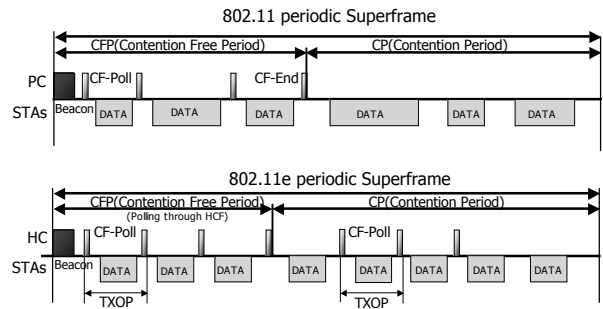 802.11 periodic Superframe
CFP(Contention Free Period) CP(Contention Period)
PC CF-Poll CF-End
STAs Beacon DATA DATA DATA DATA DATA DATA
802.11e periodic Superframe
CFP(Contention Free Period) CP(Contention Period)
(Polling through HCF)
HC CF-Poll CF-Poll
STAs Beacon DATA DATA DATA DATA DATA DATA DATA DATA
TXOP TXOP